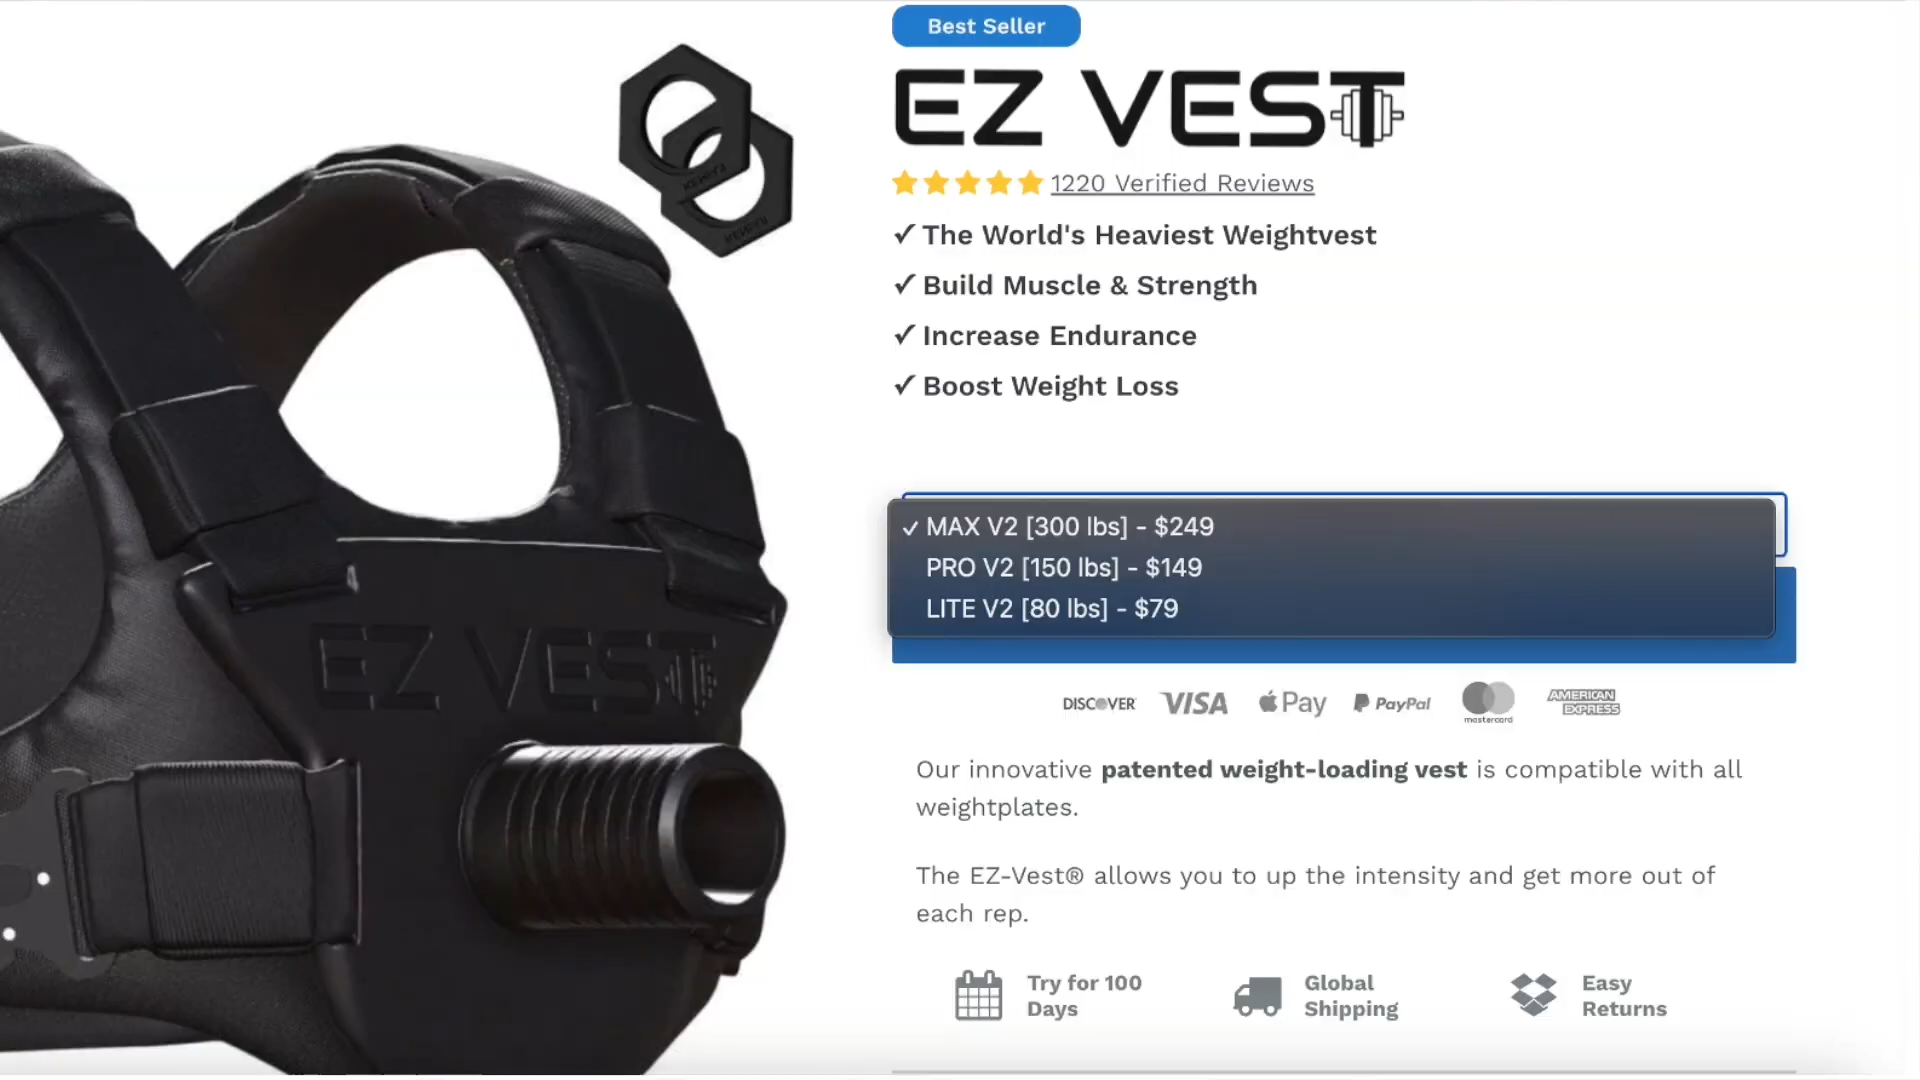 Best Seller
EZ VEST
1220 Verified Reviews
✓ The World's Heaviest Weightvest
✓ Build Muscle & Strength
✓ Increase Endurance
✓ Boost Weight Loss
✓ MAX V2 [300 lbs] - $249
PRO V2 [150 lbs] - $149
LITE V2 [80 lbs] - $79
EZ VEST
DISCOVER VISA Pay PayPal mastercard AMERICAN EXPRESS
Our innovative patented weight-loading vest is compatible with all
weightplates.
The EZ-Vest® allows you to up the intensity and get more out of
each rep.
Try for 100
Days
Global
Shipping
Easy
Returns